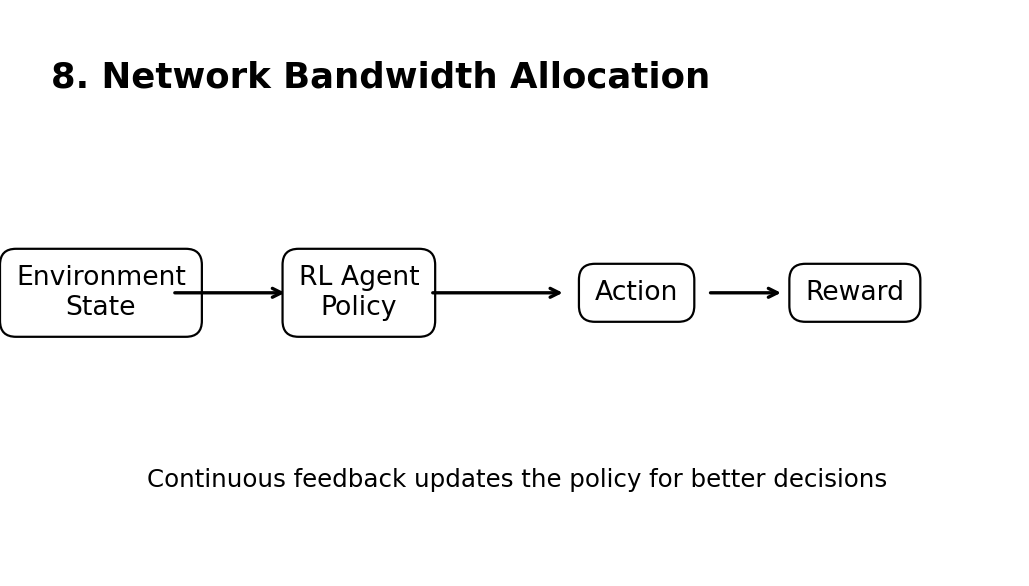 8. Network Bandwidth Allocation
Environment
State
RL Agent
Policy
Action
Reward
Continuous feedback updates the policy for better decisions